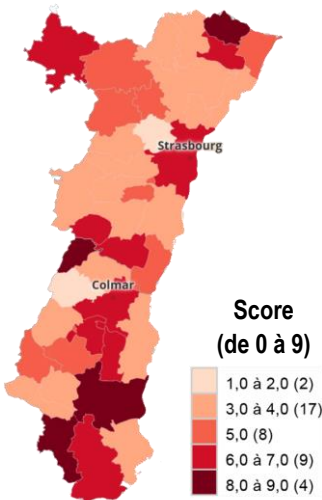 Strasbourg
Colmar
Score
(de 0 à 9)
1,0 à 2,0 (2)
3,0 à 4,0 (17)
5,0 (8)
6,0 à 7,0 (9)
8,0 à 9,0 (4)